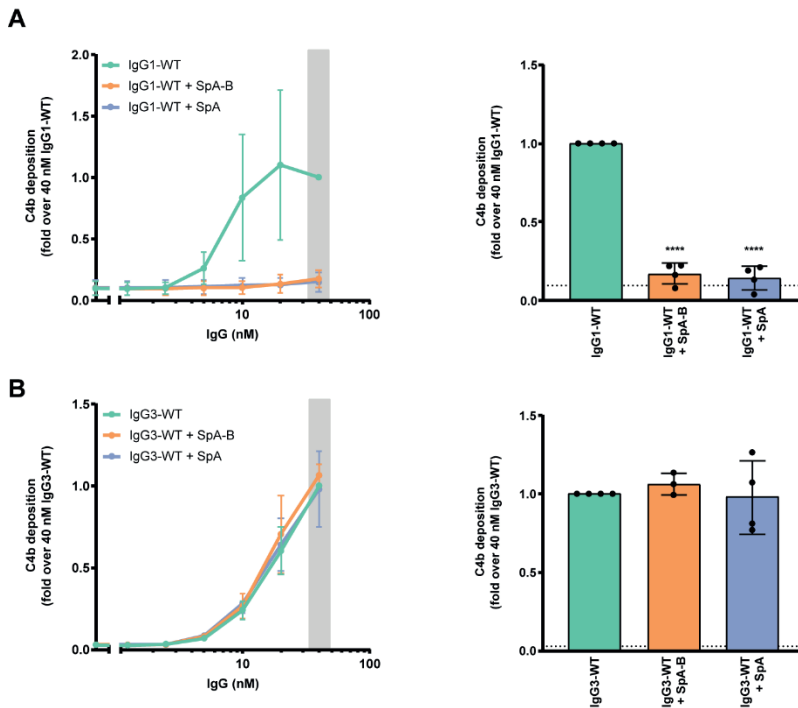 A
C4b deposition
(fold over 40 nM IgG1-WT)
2.0
1.5
1.0
0.5
0.0
IgG1-WT
IgG1-WT + SpA-B
IgG1-WT + SpA
10
100
IgG (nM)
C4b deposition
(fold over 40 nM IgG1-WT)
1.5
1.0
0.5
0.0
****
****
IgG1-WT
IgG1-WT
+ SpA-B
IgG1-WT
+ SpA
B
C4b deposition
(fold over 40 nM IgG3-WT)
1.5
1.0
0.5
0.0
IgG3-WT
IgG3-WT + SpA-B
IgG3-WT + SpA
10
100
IgG (nM)
C4b deposition
(fold over 40 nM IgG3-WT)
1.5
1.0
0.5
0.0
IgG3-WT
IgG3-WT
+ SpA-B
IgG3-WT
+ SpA